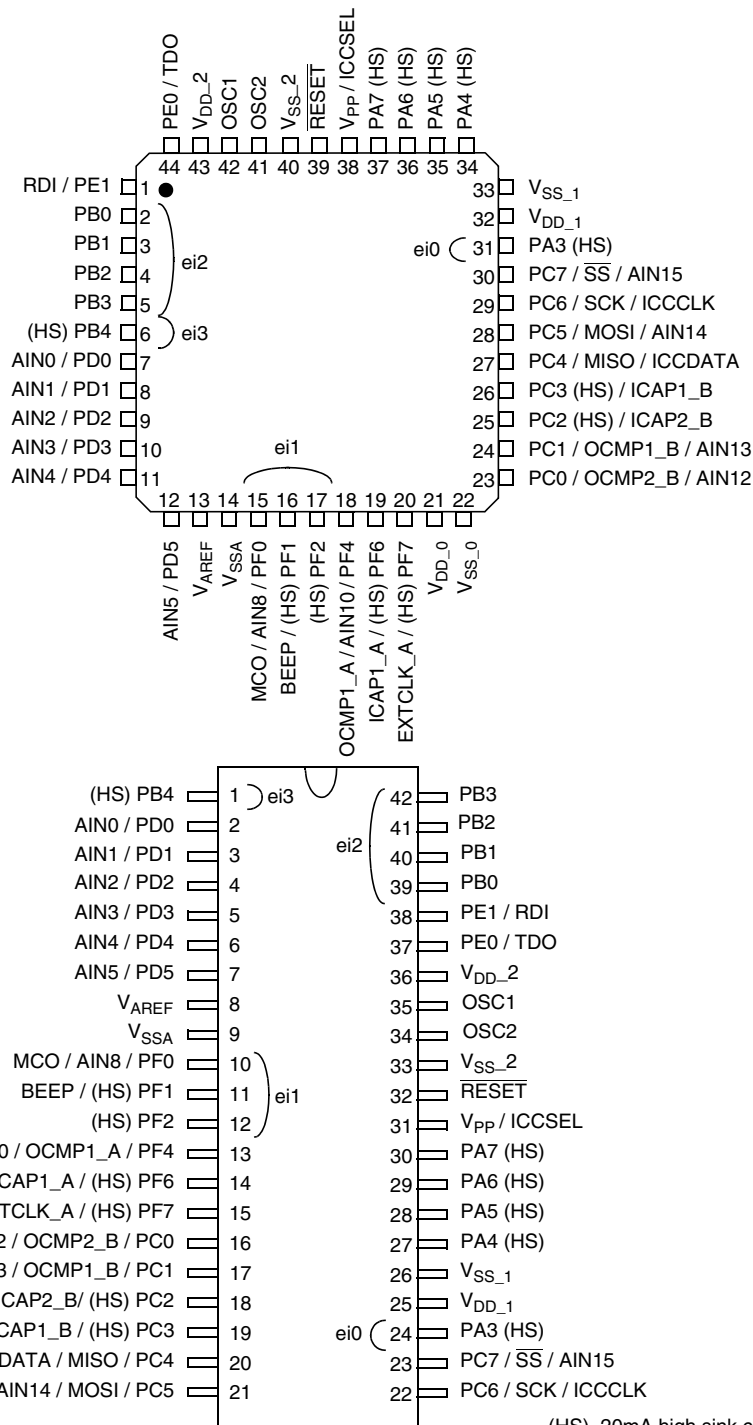 PE0 / TDO
VDD_2
OSC1
OSC2
VSS_2
RESET
VPP / ICCSEL
PA7 (HS)
PA6 (HS)
PA5 (HS)
PA4 (HS)
44 43 42 41 40 39 38 37 36 35 34
RDI / PE1 1
PB0 2
PB1 3
PB2 4
PB3 5
(HS) PB4 6
AIN0 / PD0 7
AIN1 / PD1 8
AIN2 / PD2 9
AIN3 / PD3 10
AIN4 / PD4 11
ei2
ei3
ei0
ei1
33 VSS_1
32 VDD_1
31 PA3 (HS)
30 PC7 / SS / AIN15
29 PC6 / SCK / ICCCLK
28 PC5 / MOSI / AIN14
27 PC4 / MISO / ICCDATA
26 PC3 (HS) / ICAP1_B
25 PC2 (HS) / ICAP2_B
24 PC1 / OCMP1_B / AIN13
23 PC0 / OCMP2_B / AIN12
12 13 14 15 16 17 18 19 20 21 22
AIN5 / PD5
VAREF
VSSA
MCO / AIN8 / PF0
BEEP / (HS) PF1
(HS) PF2
OCMP1_A / AIN10 / PF4
ICAP1_A / (HS) PF6
EXTCLK_A / (HS) PF7
VDD_0
VSS_0
(HS) PB4 1 ei3
AIN0 / PD0 2
AIN1 / PD1 3
AIN2 / PD2 4
AIN3 / PD3 5
AIN4 / PD4 6
AIN5 / PD5 7
VAREF 8
VSSA 9
MCO / AIN8 / PF0 10
BEEP / (HS) PF1 11 ei1
(HS) PF2 12
0 / OCMP1_A / PF4 13
CAP1_A / (HS) PF6 14
TCLK_A / (HS) PF7 15
2 / OCMP2_B / PC0 16
3 / OCMP1_B / PC1 17
CAP2_B/ (HS) PC2 18
CAP1_B / (HS) PC3 19
DATA / MISO / PC4 20
AIN14 / MOSI / PC5 21
42 PB3
41 PB2
ei2
40 PB1
39 PB0
38 PE1 / RDI
37 PE0 / TDO
36 VDD_2
35 OSC1
34 OSC2
33 VSS_2
32 RESET
31 VPP / ICCSEL
30 PA7 (HS)
29 PA6 (HS)
28 PA5 (HS)
27 PA4 (HS)
26 VSS_1
25 VDD_1
ei0 24 PA3 (HS)
23 PC7 / SS / AIN15
22 PC6 / SCK / ICCCLK